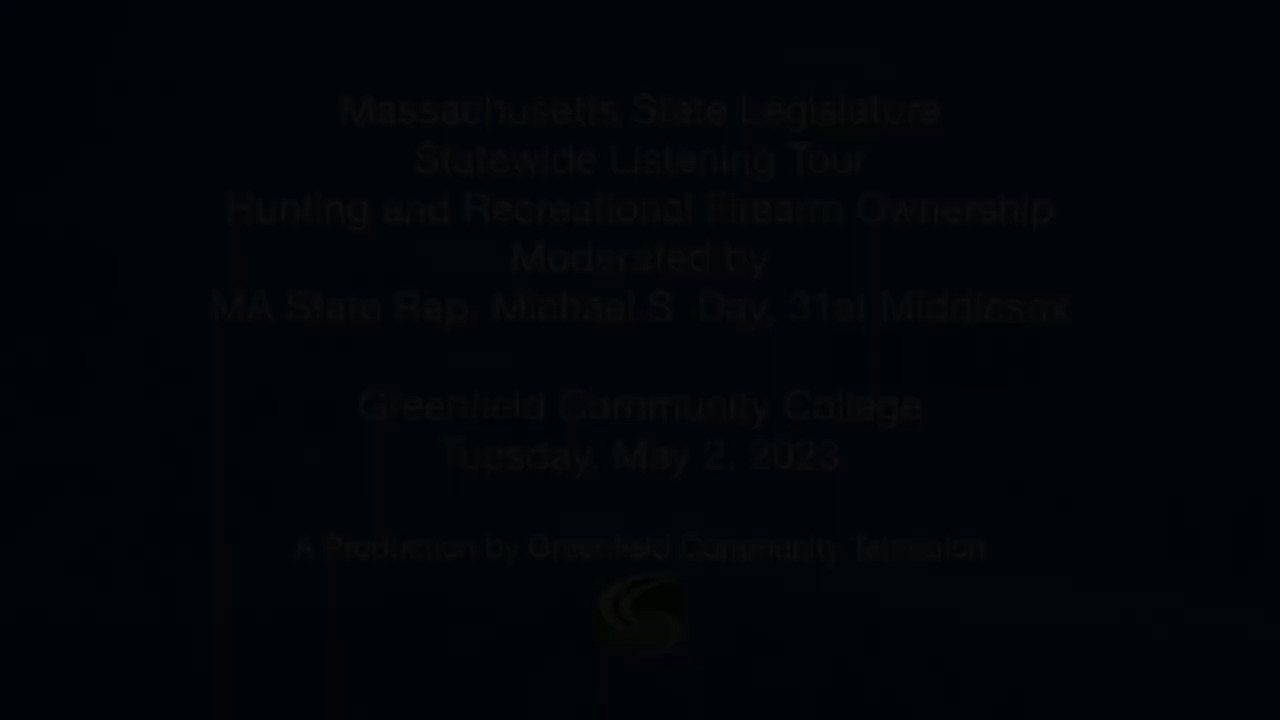 Massachusetts State Legislature
Statewide Listening Tour
Hunting and Recreational Firearm Ownership
Moderated by
MA State Rep. Michael S. Day, 31st Middlesex
Greenfield Community College
Tuesday, May 2, 2023
A Production by Greenfield Community Television